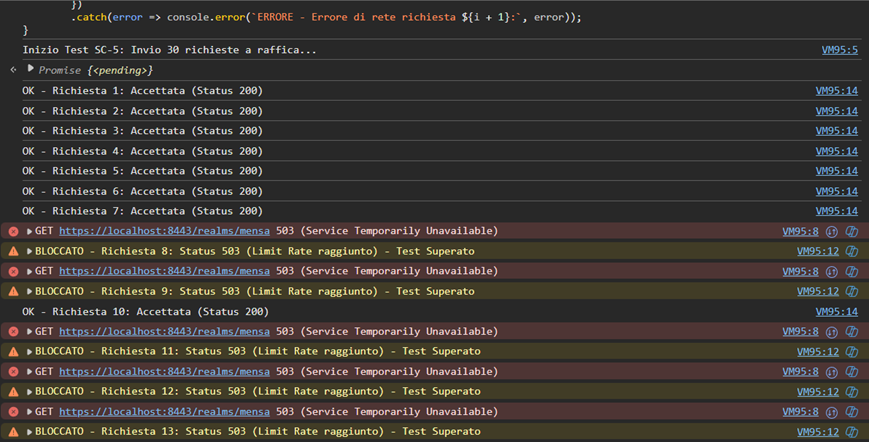 })
.catch(error => console.error(`ERRORE - Errore di rete richiesta ${i + 1}:`, error));
}
Inizio Test SC-5: Invio 30 richieste a raffica... VM95:5
Promise {<pending>}
OK - Richiesta 1: Accettata (Status 200) VM95:14
OK - Richiesta 2: Accettata (Status 200) VM95:14
OK - Richiesta 3: Accettata (Status 200) VM95:14
OK - Richiesta 4: Accettata (Status 200) VM95:14
OK - Richiesta 5: Accettata (Status 200) VM95:14
OK - Richiesta 6: Accettata (Status 200) VM95:14
OK - Richiesta 7: Accettata (Status 200) VM95:14
GET https://localhost:8443/realms/mensa 503 (Service Temporarily Unavailable) VM95:8
BLOCCATO - Richiesta 8: Status 503 (Limit Rate raggiunto) - Test Superato VM95:12
GET https://localhost:8443/realms/mensa 503 (Service Temporarily Unavailable) VM95:8
BLOCCATO - Richiesta 9: Status 503 (Limit Rate raggiunto) - Test Superato VM95:12
OK - Richiesta 10: Accettata (Status 200) VM95:14
GET https://localhost:8443/realms/mensa 503 (Service Temporarily Unavailable) VM95:8
BLOCCATO - Richiesta 11: Status 503 (Limit Rate raggiunto) - Test Superato VM95:12
GET https://localhost:8443/realms/mensa 503 (Service Temporarily Unavailable) VM95:8
BLOCCATO - Richiesta 12: Status 503 (Limit Rate raggiunto) - Test Superato VM95:12
GET https://localhost:8443/realms/mensa 503 (Service Temporarily Unavailable) VM95:8
BLOCCATO - Richiesta 13: Status 503 (Limit Rate raggiunto) - Test Superato VM95:12